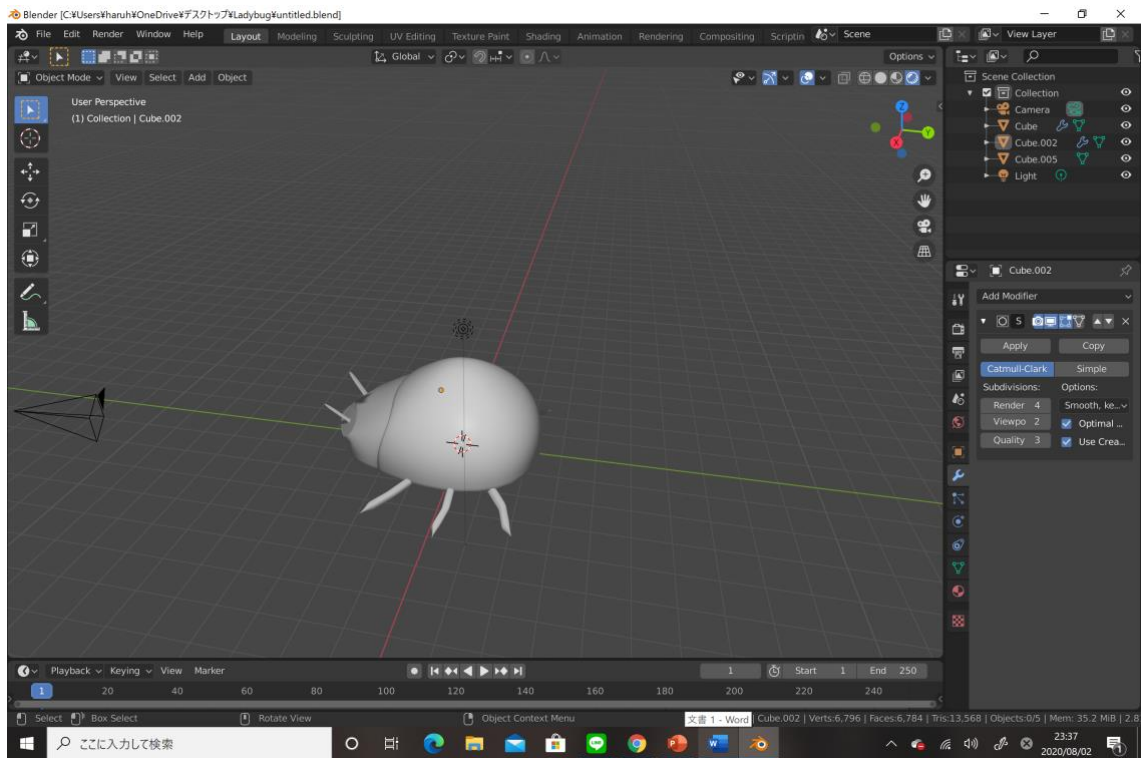 Blender [C:¥Users¥haruh¥OneDrive¥デスクトップ¥Ladybug¥untitled.blend]
File Edit Render Window Help Layout Modeling Sculpting UV Editing Texture Paint Shading Animation Rendering Compositing Scriptin Scene View Layer
Global Options
Object Mode View Select Add Object
User Perspective
(1) Collection | Cube.002
Z
Y
X
Scene Collection
Collection
Camera
Cube
Cube.002
Cube.005
Light
Cube.002
Add Modifier
S
Apply Copy
Catmull-Clark Simple
Subdivisions: Options:
Render 4 Smooth, ke...
Viewpo 2 Optimal ...
Quality 3 Use Crea...
Playback Keying View Marker 1 Start 1 End 250
1 20 40 60 80 100 120 140 160 180 200 220 240
Select Box Select Rotate View Object Context Menu 文書 1 - Word Cube.002 | Verts:6,796 | Faces:6,784 | Tris:13,568 | Objects:0/5 | Mem: 35.2 MiB | 2.8
ここに入力して検索
23:37
2020/08/02